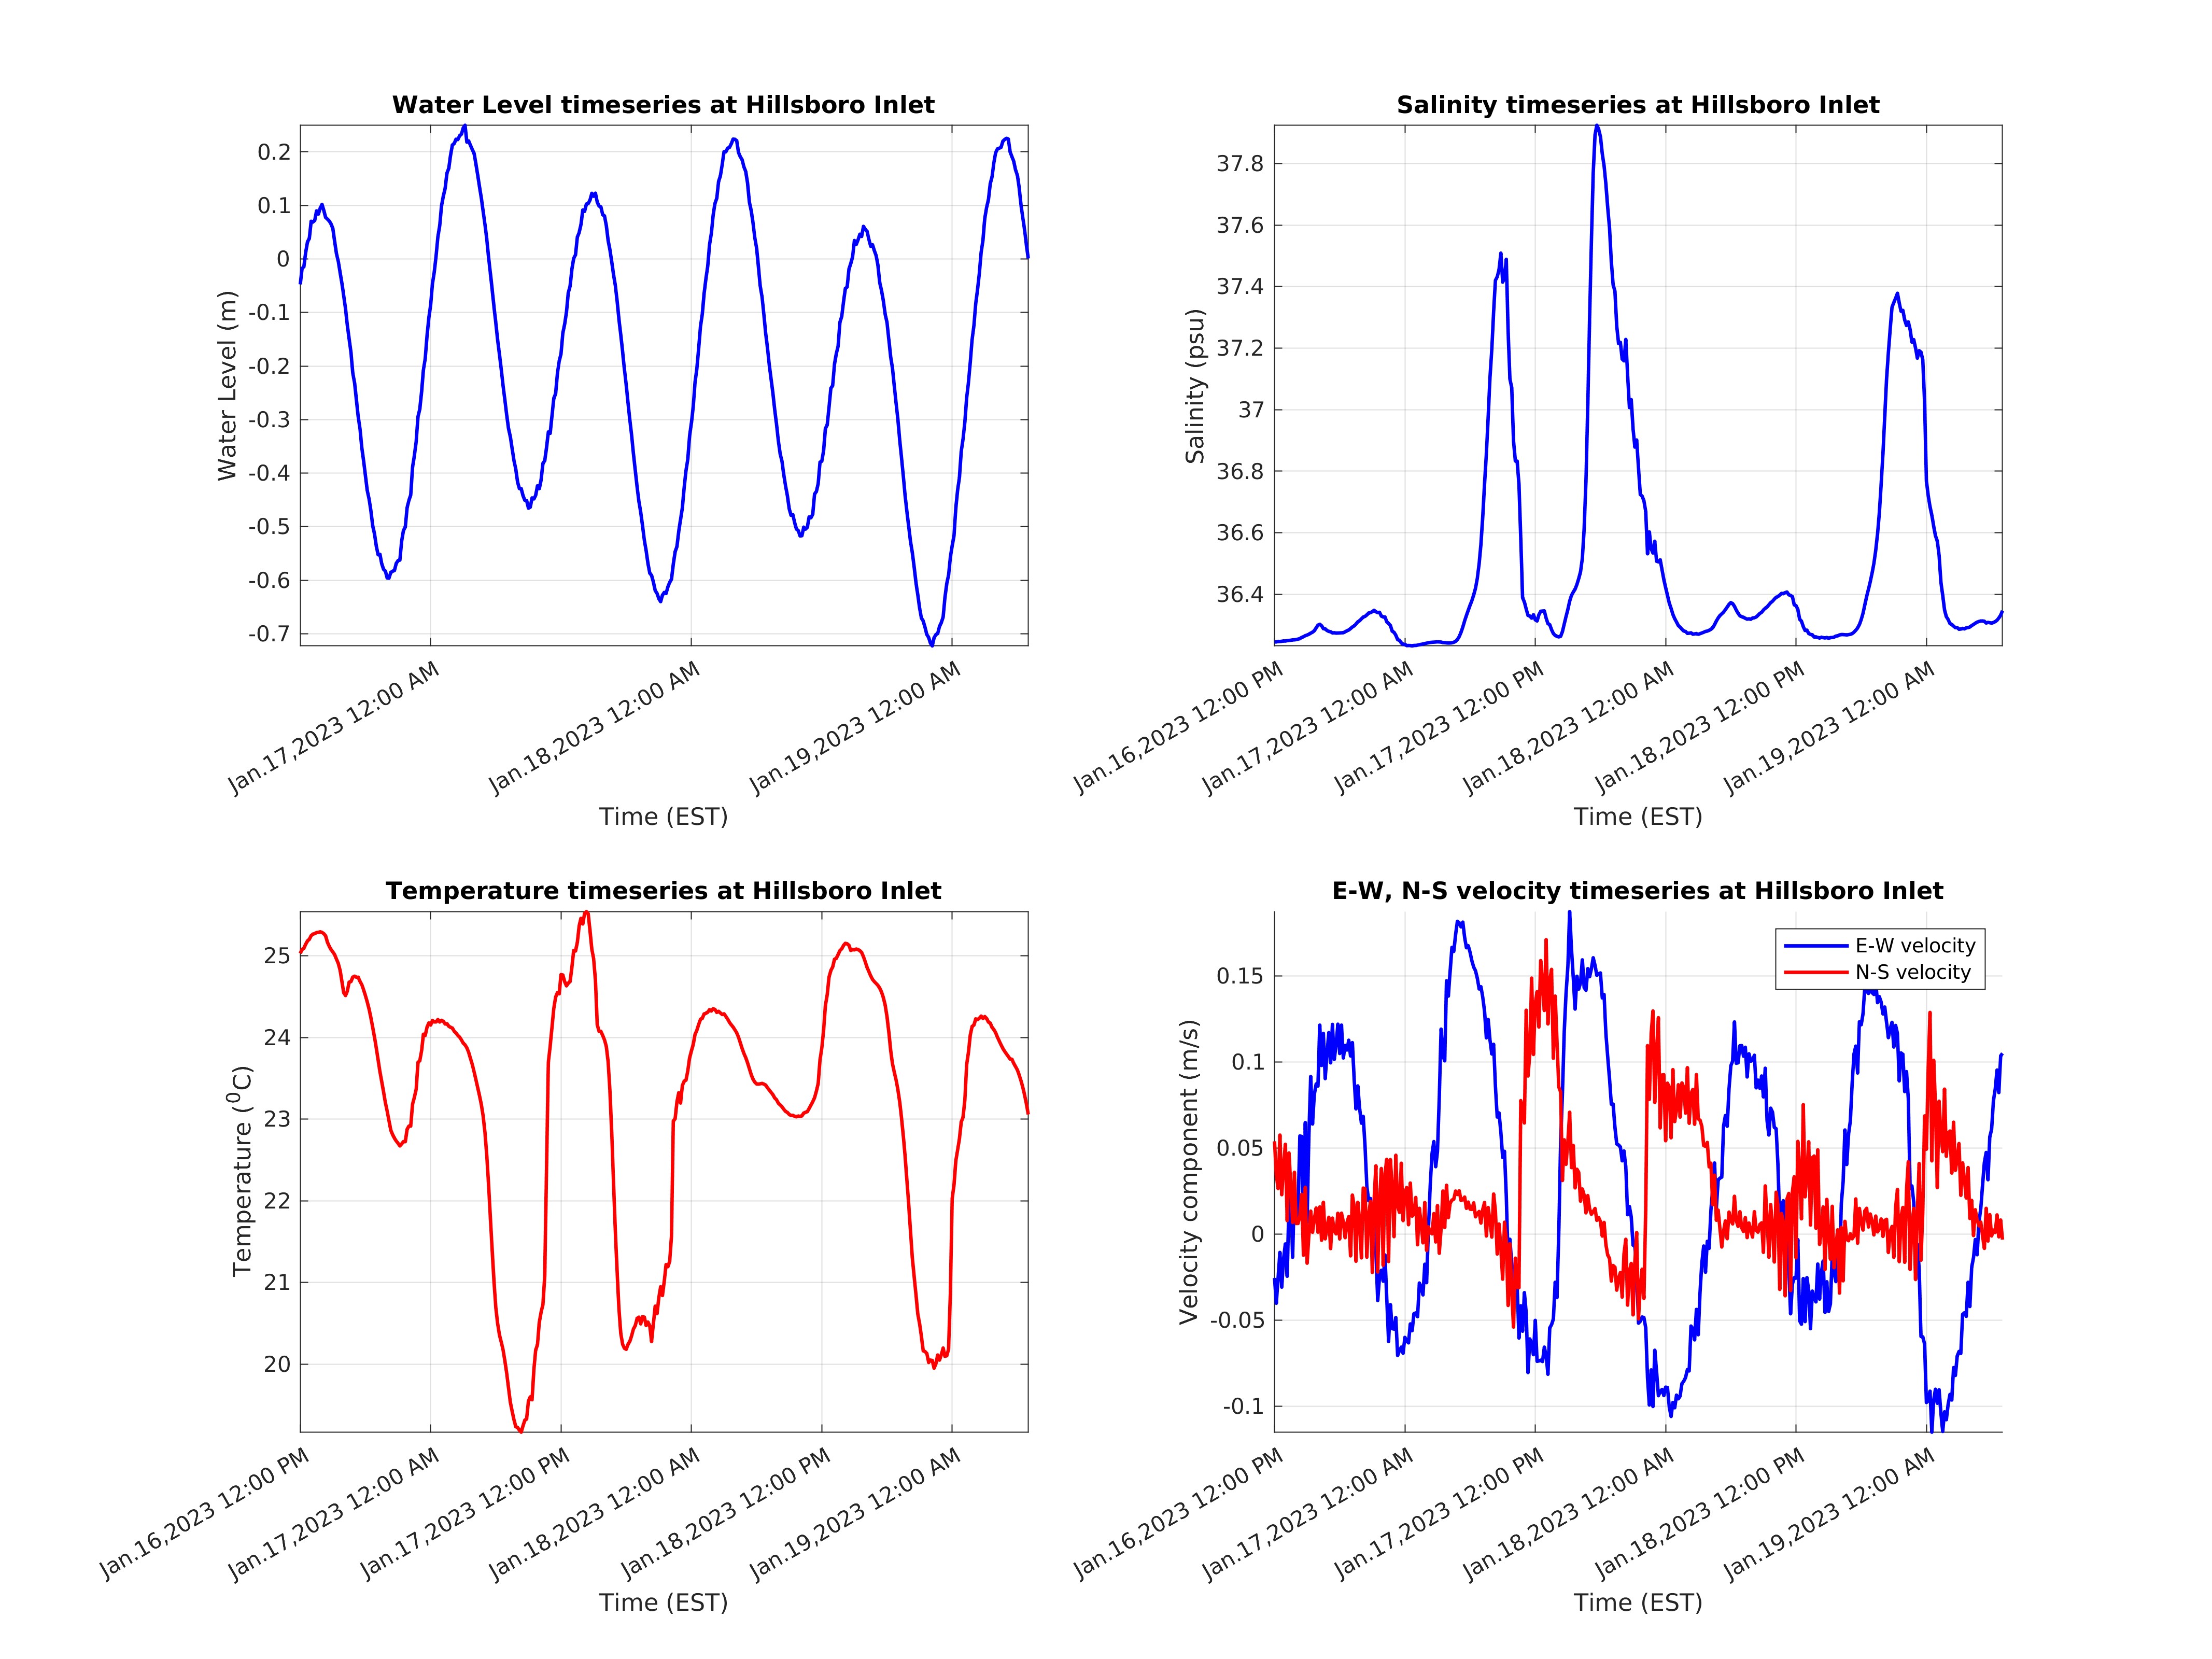 Water Level timeseries at Hillsboro Inlet
Water Level (m)
0.2
0.1
0
-0.1
-0.2
-0.3
-0.4
-0.5
-0.6
-0.7
Jan.17,2023 12:00 AM
Jan.18,2023 12:00 AM
Jan.19,2023 12:00 AM
Time (EST)
Salinity timeseries at Hillsboro Inlet
Salinity (psu)
37.8
37.6
37.4
37.2
37
36.8
36.6
36.4
Jan.16,2023 12:00 PM
Jan.17,2023 12:00 AM
Jan.17,2023 12:00 PM
Jan.18,2023 12:00 AM
Jan.18,2023 12:00 PM
Jan.19,2023 12:00 AM
Time (EST)
Temperature timeseries at Hillsboro Inlet
Temperature (⁰C)
25
24
23
22
21
20
Jan.16,2023 12:00 PM
Jan.17,2023 12:00 AM
Jan.17,2023 12:00 PM
Jan.18,2023 12:00 AM
Jan.18,2023 12:00 PM
Jan.19,2023 12:00 AM
Time (EST)
E-W, N-S velocity timeseries at Hillsboro Inlet
E-W velocity
N-S velocity
Velocity component (m/s)
0.15
0.1
0.05
0
-0.05
-0.1
Jan.16,2023 12:00 PM
Jan.17,2023 12:00 AM
Jan.17,2023 12:00 PM
Jan.18,2023 12:00 AM
Jan.18,2023 12:00 PM
Jan.19,2023 12:00 AM
Time (EST)